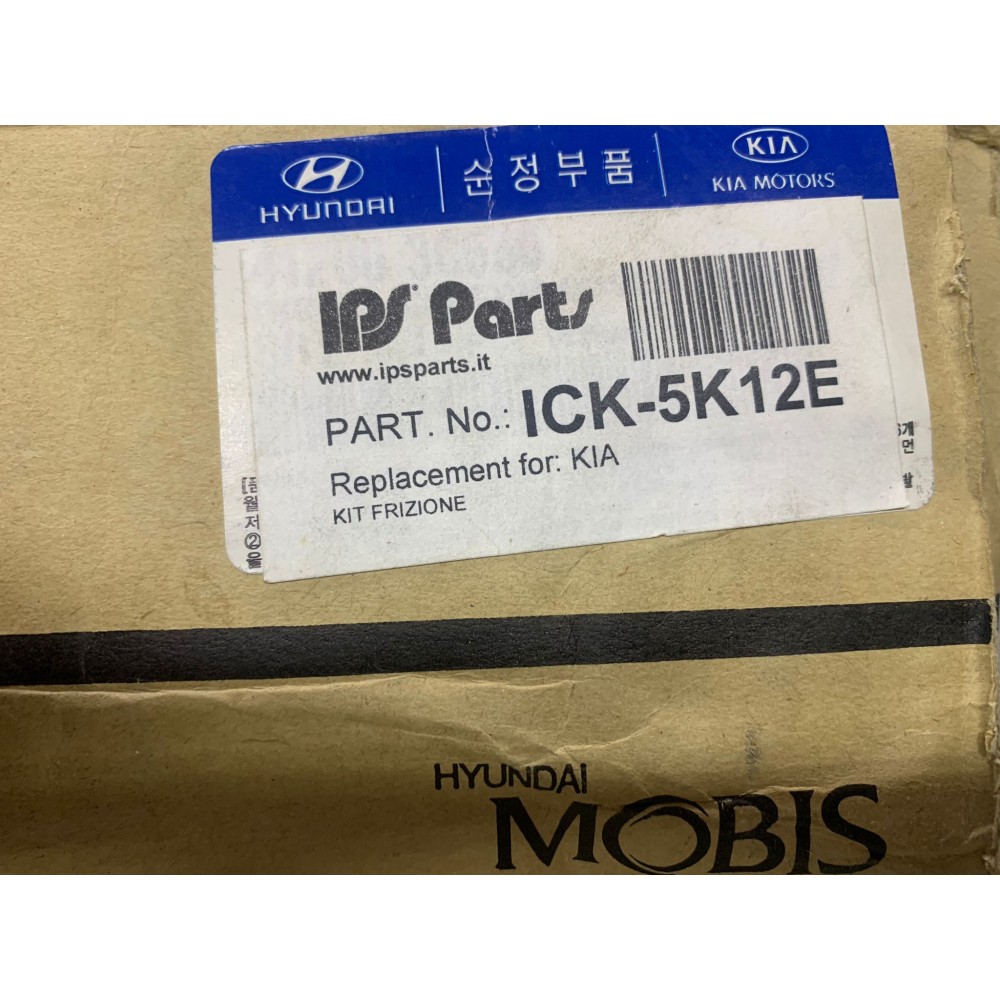 HYUNDAI
순정부품
KIA
KIA MOTORS
IPS Parts
www.ipsparts.it
PART. No.: ICK-5K12E
Replacement for: KIA
KIT FRIZIONE
HYUNDAI
MOBIS